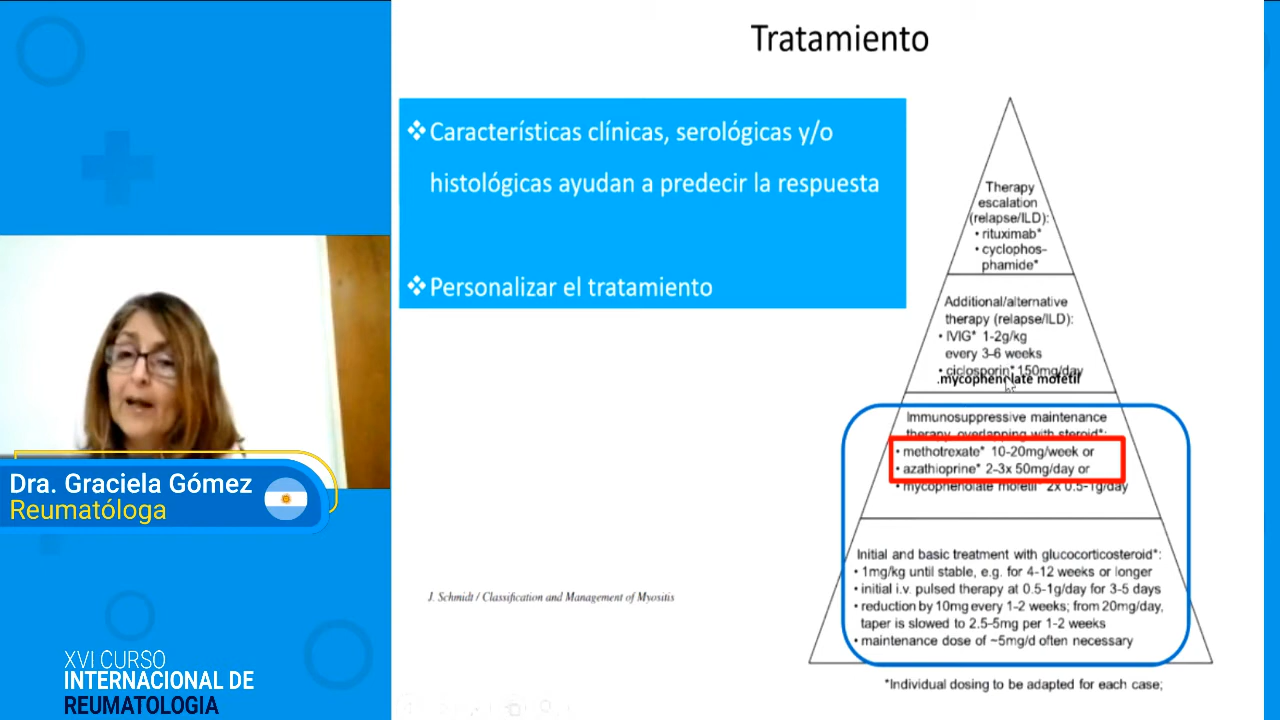 Tratamiento
❖Características clínicas, serológicas y/o
histológicas ayudan a predecir la respuesta
❖Personalizar el tratamiento
Therapy
escalation
(relapse/ILD):
• rituximab*
• cyclophos-
phamide*
Additional/alternative
therapy (relapse/ILD):
• IVIG* 1-2g/kg
every 3-6 weeks
• ciclosporin* 150mg/day
.mycophenolate mofetil
Immunosuppressive maintenance
therapy, overlapping with steroid*:
• methotrexate* 10-20mg/week or
• azathioprine* 2-3x 50mg/day or
• mycophenolate mofetil* 2x 0.5-1g/day
Initial and basic treatment with glucocorticosteroid*:
• 1mg/kg until stable, e.g. for 4-12 weeks or longer
• initial i.v. pulsed therapy at 0.5-1g/day for 3-5 days
• reduction by 10mg every 1-2 weeks; from 20mg/day,
taper is slowed to 2.5-5mg per 1-2 weeks
• maintenance dose of ~5mg/d often necessary
*Individual dosing to be adapted for each case;
J. Schmidt / Classification and Management of Myositis
Dra. Graciela Gómez
Reumatóloga
XVI CURSO
INTERNACIONAL DE
REUMATOLOGIA